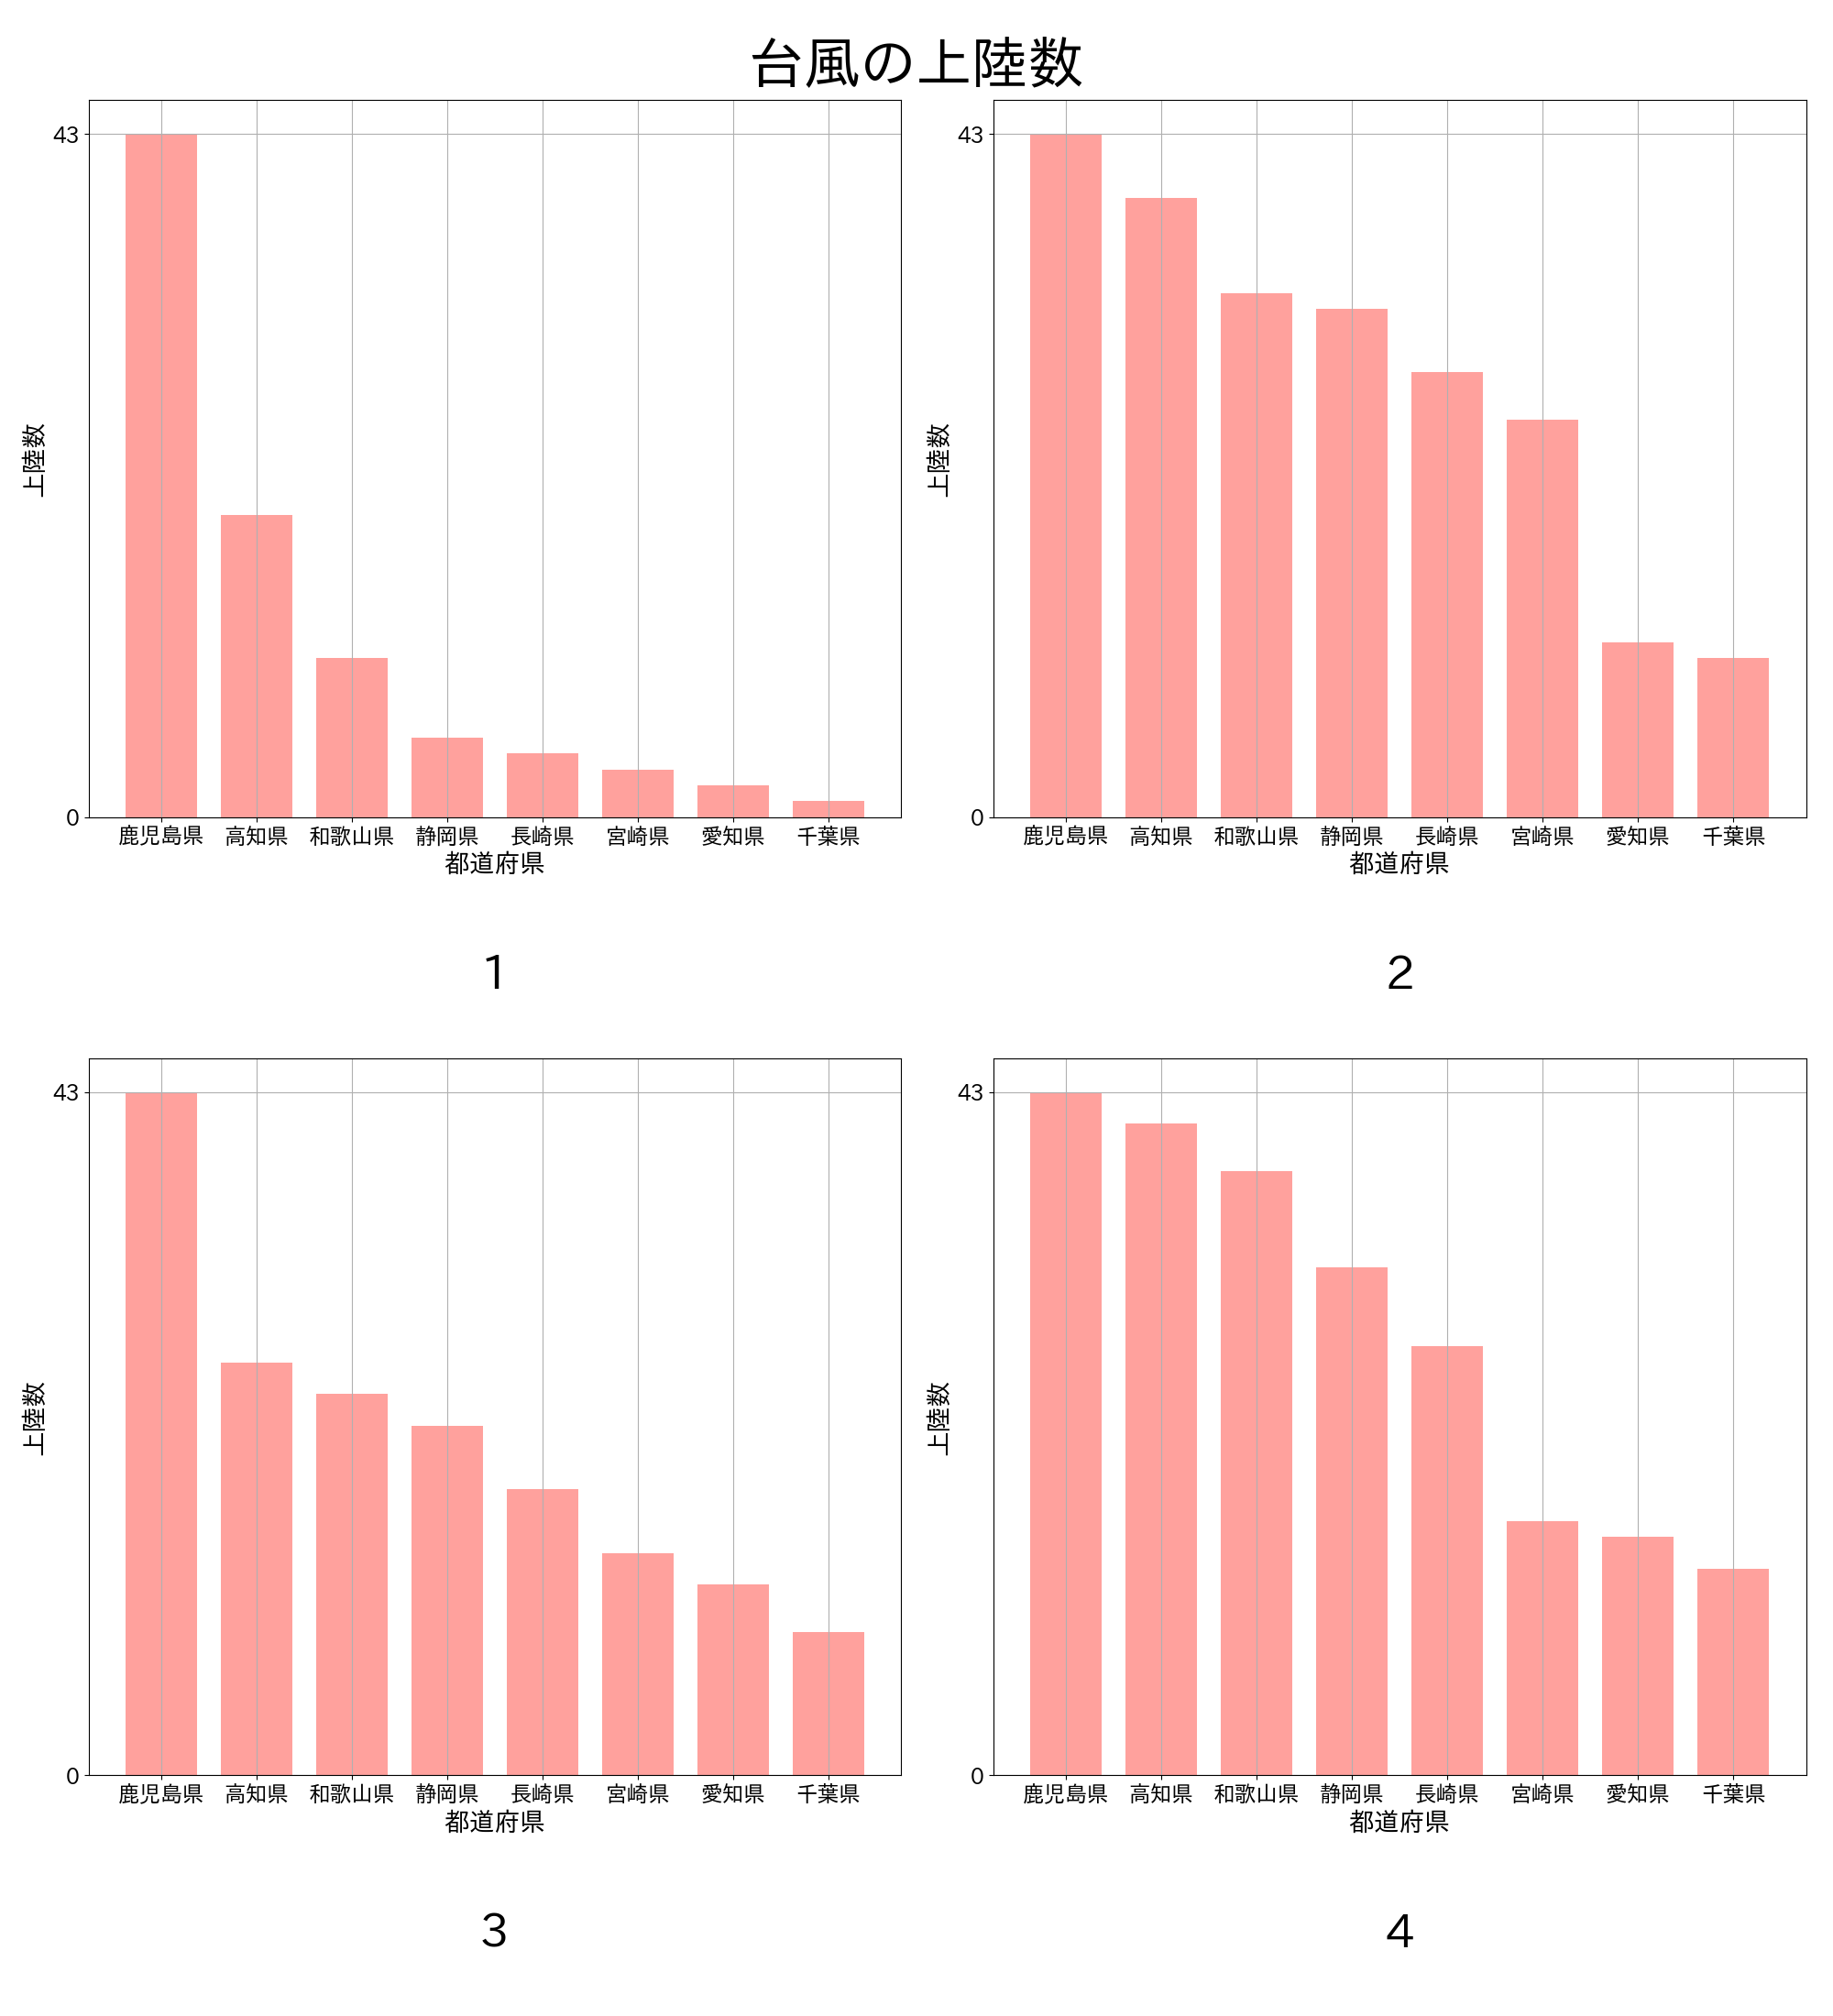 台風の上陸数
43
0
上陸数
鹿児島県 高知県 和歌山県 静岡県 長崎県 宮崎県 愛知県 千葉県
都道府県
1
43
0
上陸数
鹿児島県 高知県 和歌山県 静岡県 長崎県 宮崎県 愛知県 千葉県
都道府県
2
43
0
上陸数
鹿児島県 高知県 和歌山県 静岡県 長崎県 宮崎県 愛知県 千葉県
都道府県
3
43
0
上陸数
鹿児島県 高知県 和歌山県 静岡県 長崎県 宮崎県 愛知県 千葉県
都道府県
4